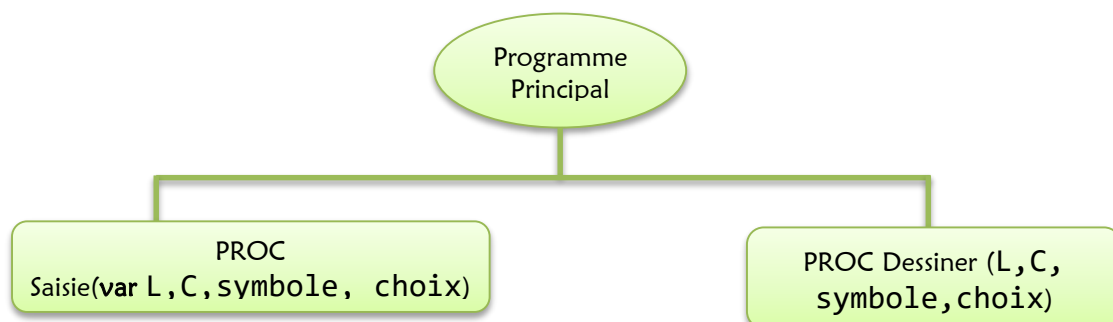 Programme
Principal
PROC
Saisie(var L,C,symbole, choix)
PROC Dessiner (L,C,
symbole,choix)